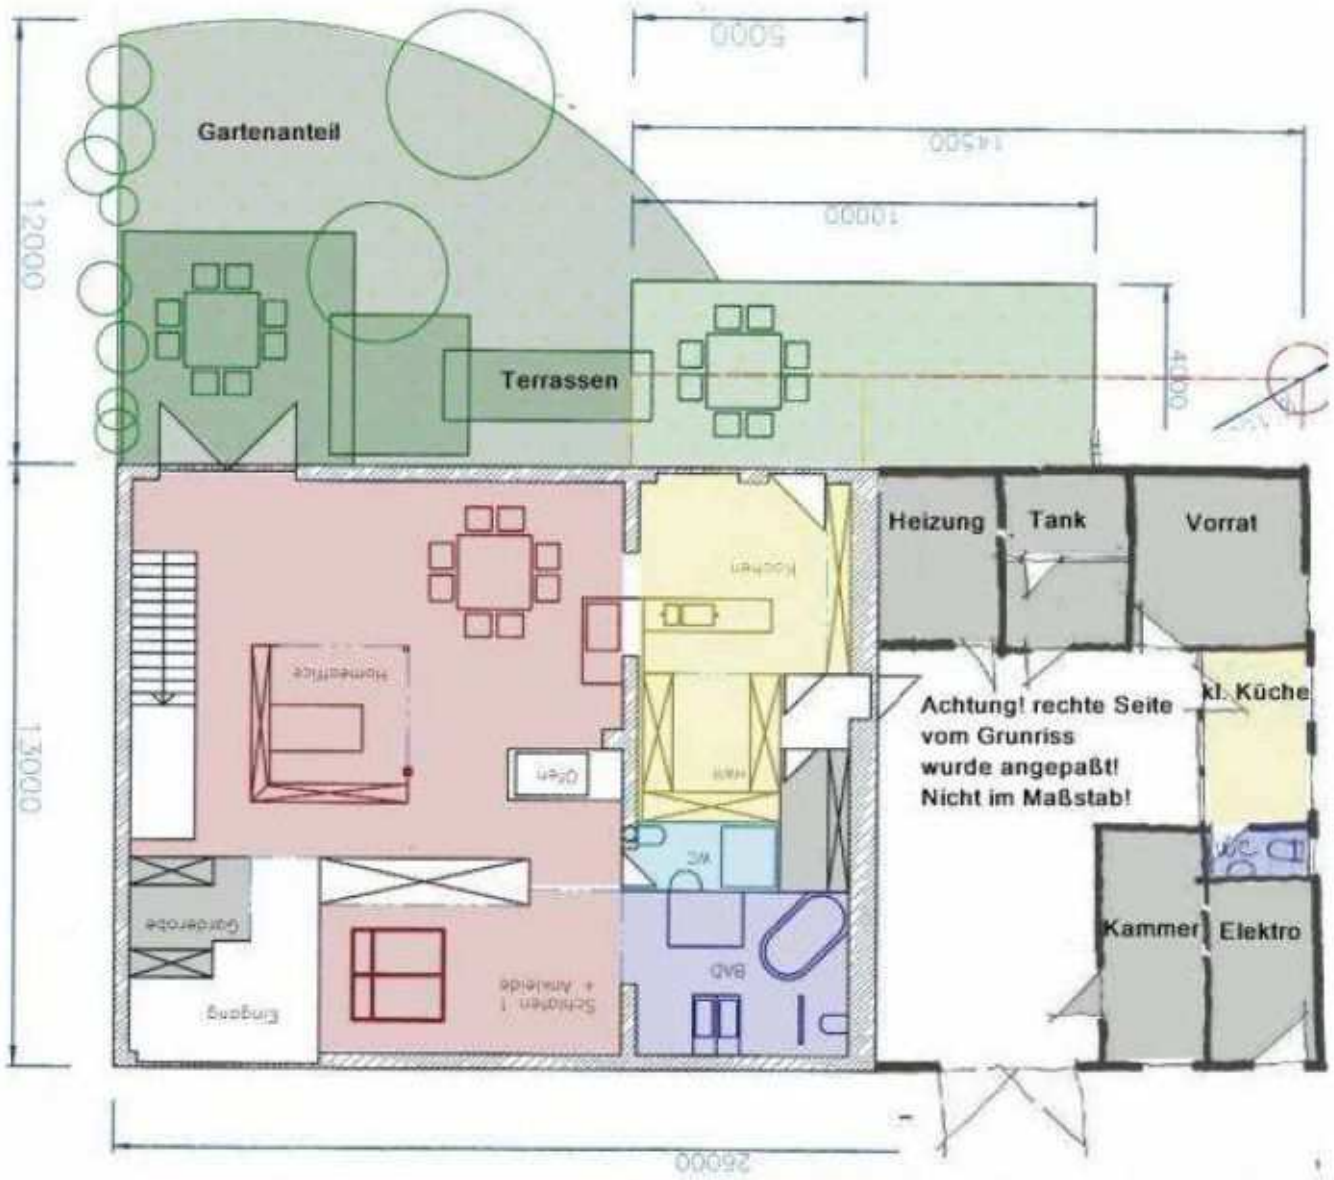 5000
Gartenanteil
14500
10000
12000
Terrassen
4000
Heizung
Tank
Vorrat
Kochen
Homeoffice
kl. Küche
Achtung! rechte Seite
vom Grunriss
wurde angepaßt!
Nicht im Maßstab!
13000
Ofen
WC
Garderobe
Kammer
Elektro
BAD
Schlafen 1
+ Ankleide
Eingang
26000